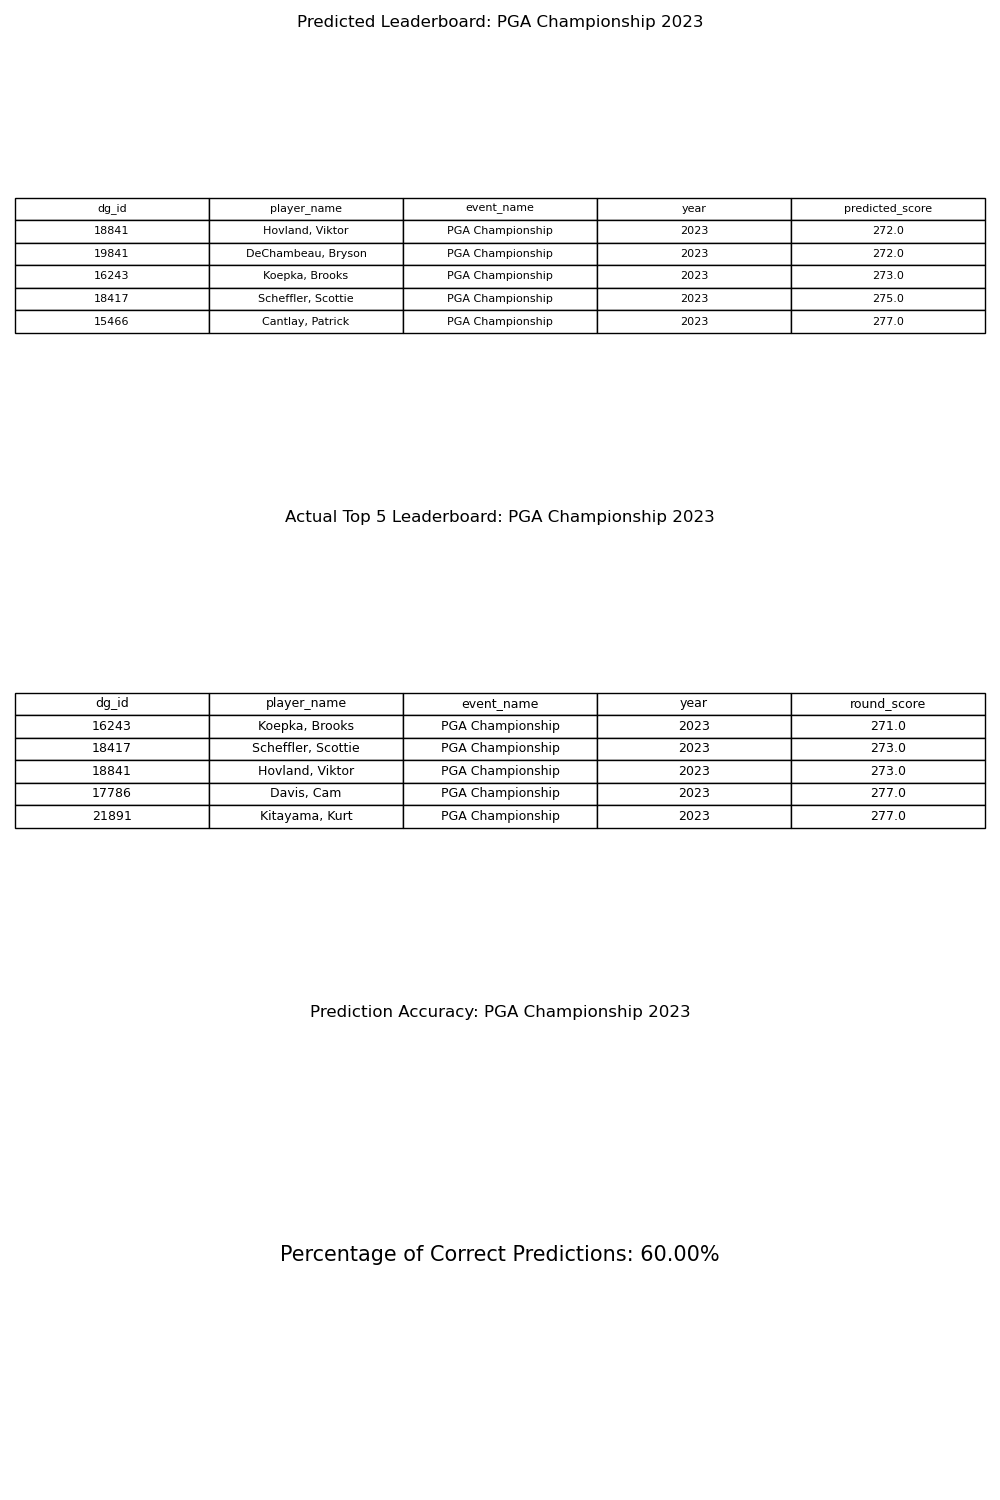 Predicted Leaderboard: PGA Championship 2023
dg_id player_name event_name year predicted_score
18841 Hovland, Viktor PGA Championship 2023 272.0
19841 DeChambeau, Bryson PGA Championship 2023 272.0
16243 Koepka, Brooks PGA Championship 2023 273.0
18417 Scheffler, Scottie PGA Championship 2023 275.0
15466 Cantlay, Patrick PGA Championship 2023 277.0
Actual Top 5 Leaderboard: PGA Championship 2023
dg_id player_name event_name year round_score
16243 Koepka, Brooks PGA Championship 2023 271.0
18417 Scheffler, Scottie PGA Championship 2023 273.0
18841 Hovland, Viktor PGA Championship 2023 273.0
17786 Davis, Cam PGA Championship 2023 277.0
21891 Kitayama, Kurt PGA Championship 2023 277.0
Prediction Accuracy: PGA Championship 2023
Percentage of Correct Predictions: 60.00%